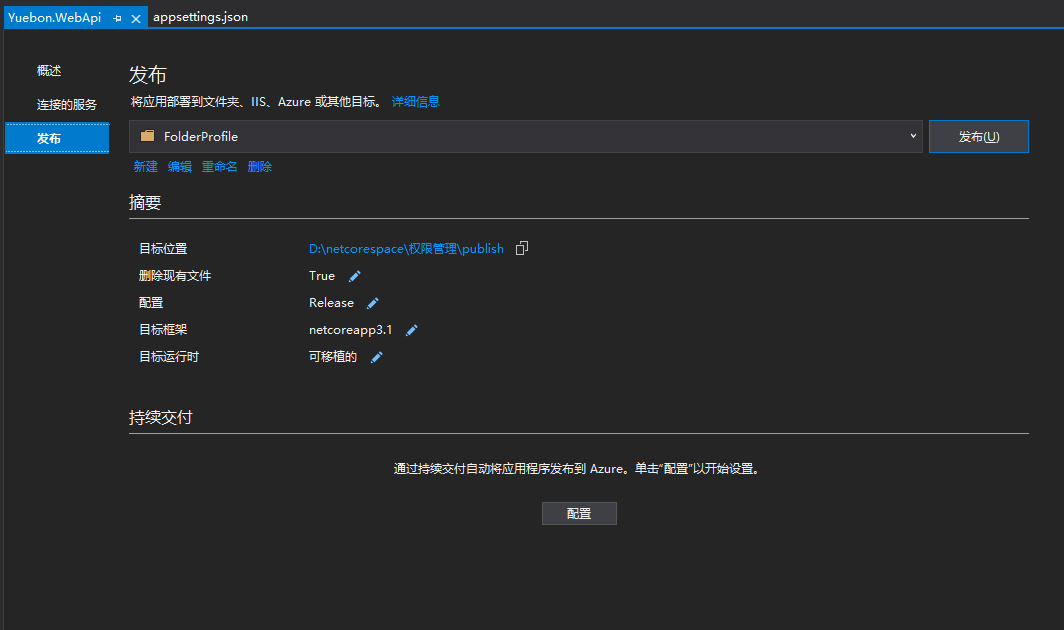 Yuebon.WebApi appsettings.json
概述
连接的服务
发布
发布
将应用部署到文件夹、IIS、Azure 或其他目标。 详细信息
FolderProfile 发布(U)
新建 编辑 重命名 删除
摘要
目标位置 D:\netcorespace\权限管理\publish
删除现有文件 True
配置 Release
目标框架 netcoreapp3.1
目标运行时 可移植的
持续交付
通过持续交付自动将应用程序发布到 Azure。单击“配置”以开始设置。
配置